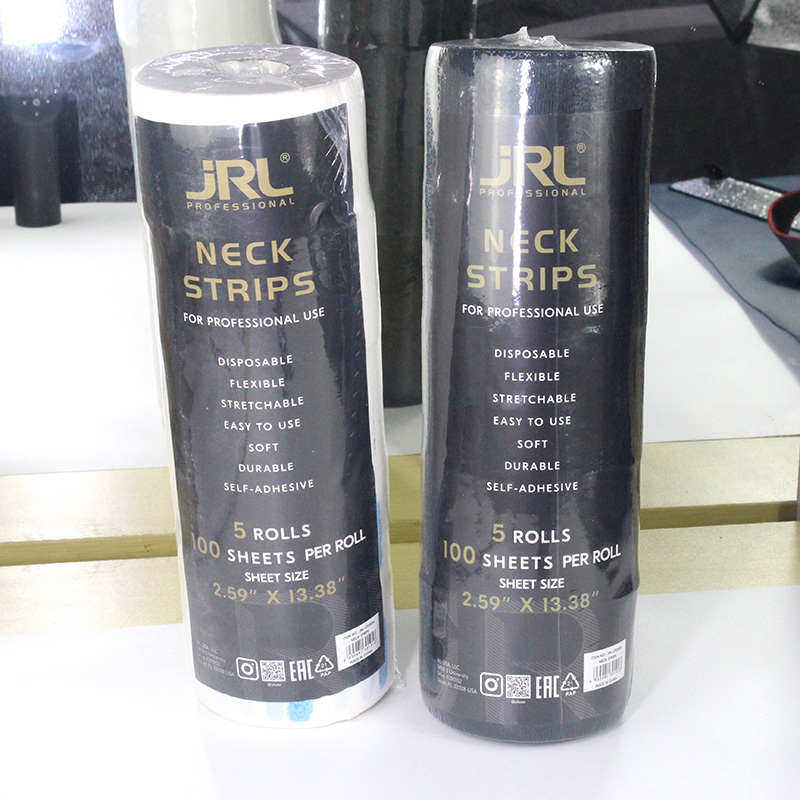 JRL®
PROFESSIONAL
NECK
STRIPS
FOR PROFESSIONAL USE
DISPOSABLE
FLEXIBLE
STRETCHABLE
EASY TO USE
SOFT
DURABLE
SELF-ADHESIVE
5 ROLLS
100 SHEETS PER ROLL
SHEET SIZE
2.59” X 13.38”
EAC
PAP
JRL®
PROFESSIONAL
NECK
STRIPS
FOR PROFESSIONAL USE
DISPOSABLE
FLEXIBLE
STRETCHABLE
EASY TO USE
SOFT
DURABLE
SELF-ADHESIVE
5 ROLLS
100 SHEETS PER ROLL
SHEET SIZE
2.59” X 13.38”
EAC
PAP